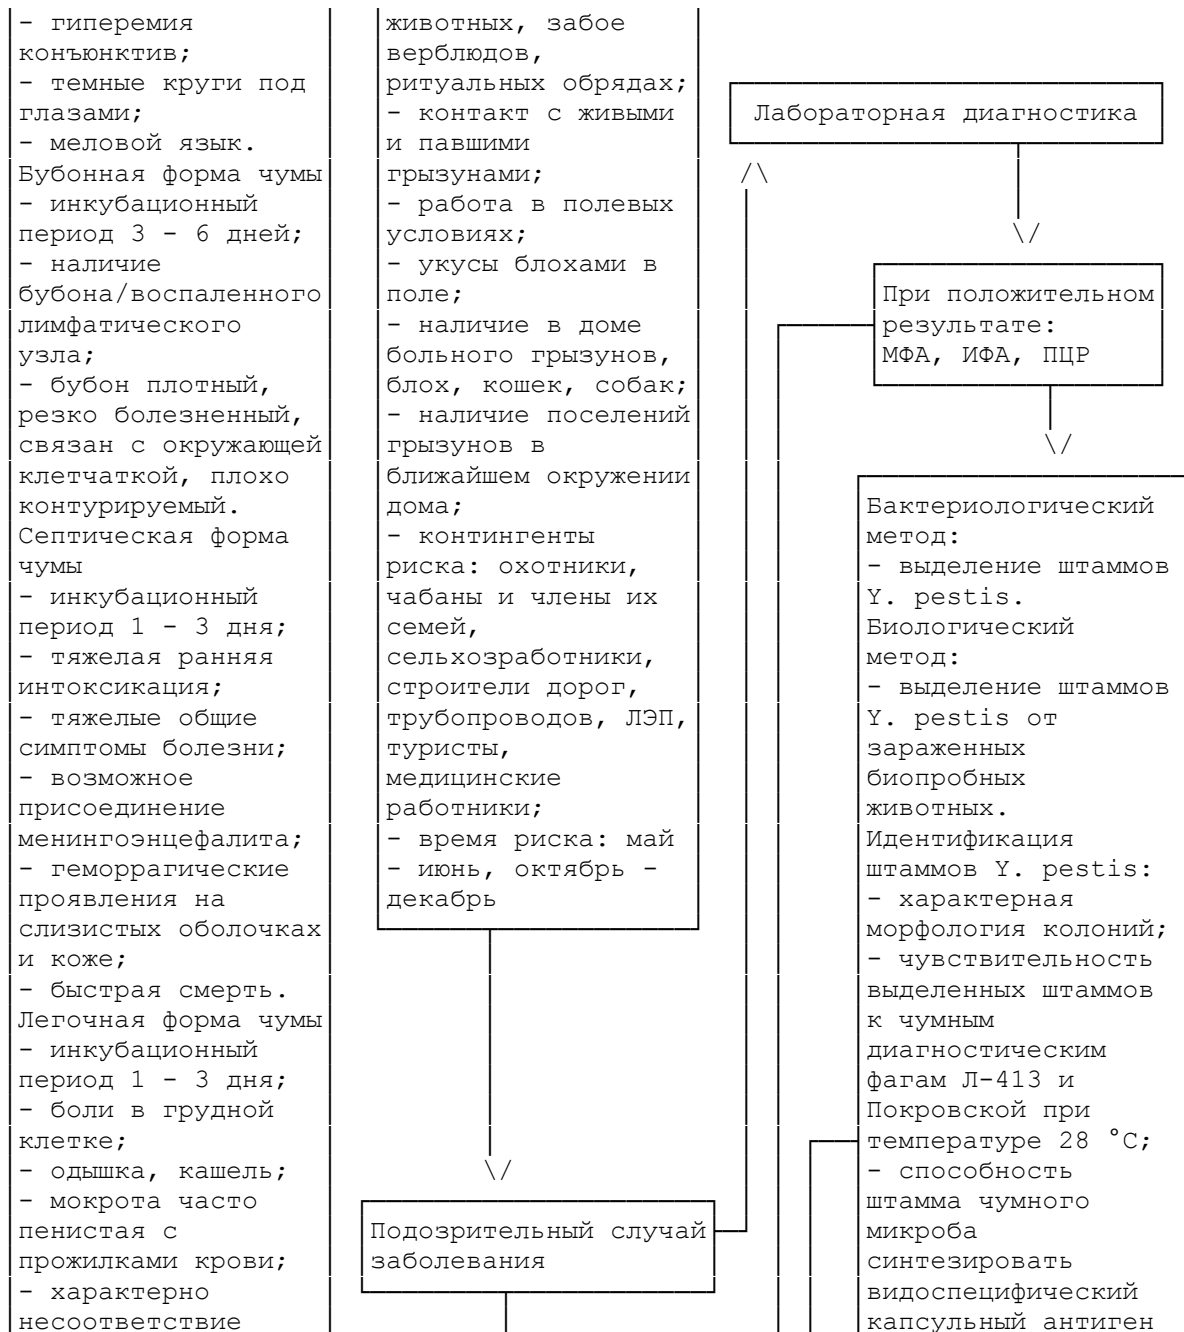 - гиперемия
конъюнктив;
- темные круги под
глазами;
- меловой язык.
Бубонная форма чумы
- инкубационный
период 3 - 6 дней;
- наличие
бубона/воспаленного
лимфатического
узла;
- бубон плотный,
резко болезненный,
связан с окружающей
клетчаткой, плохо
контурируемый.
Септическая форма
чумы
- инкубационный
период 1 - 3 дня;
- тяжелая ранняя
интоксикация;
- тяжелые общие
симптомы болезни;
- возможное
присоединение
менингоэнцефалита;
- геморрагические
проявления на
слизистых оболочках
и коже;
- быстрая смерть.
Легочная форма чумы
- инкубационный
период 1 - 3 дня;
- боли в грудной
клетке;
- одышка, кашель;
- мокрота часто
пенистая с
прожилками крови;
- характерно
несоответствие
животных, забое
верблюдов,
ритуальных обрядах;
- контакт с живыми
и павшими
грызунами;
- работа в полевых
условиях;
- укусы блохами в
поле;
- наличие в доме
больного грызунов,
блох, кошек, собак;
- наличие поселений
грызунов в
ближайшем окружении
дома;
- контингенты
риска: охотники,
чабаны и члены их
семей,
сельхозработники,
строители дорог,
трубопроводов, ЛЭП,
туристы,
медицинские
работники;
- время риска: май
- июнь, октябрь -
декабрь
Подозрительный случай
заболевания
Лабораторная диагностика
При положительном
результате:
МФА, ИФА, ПЦР
Бактериологический
метод:
- выделение штаммов
Y. pestis.
Биологический
метод:
- выделение штаммов
Y. pestis от
зараженных
биопробных
животных.
Идентификация
штаммов Y. pestis:
- характерная
морфология колоний;
- чувствительность
выделенных штаммов
к чумным
диагностическим
фагам Л-413 и
Покровской при
температуре 28 °C;
- способность
штамма чумного
микроба
синтезировать
видоспецифический
капсульный антиген